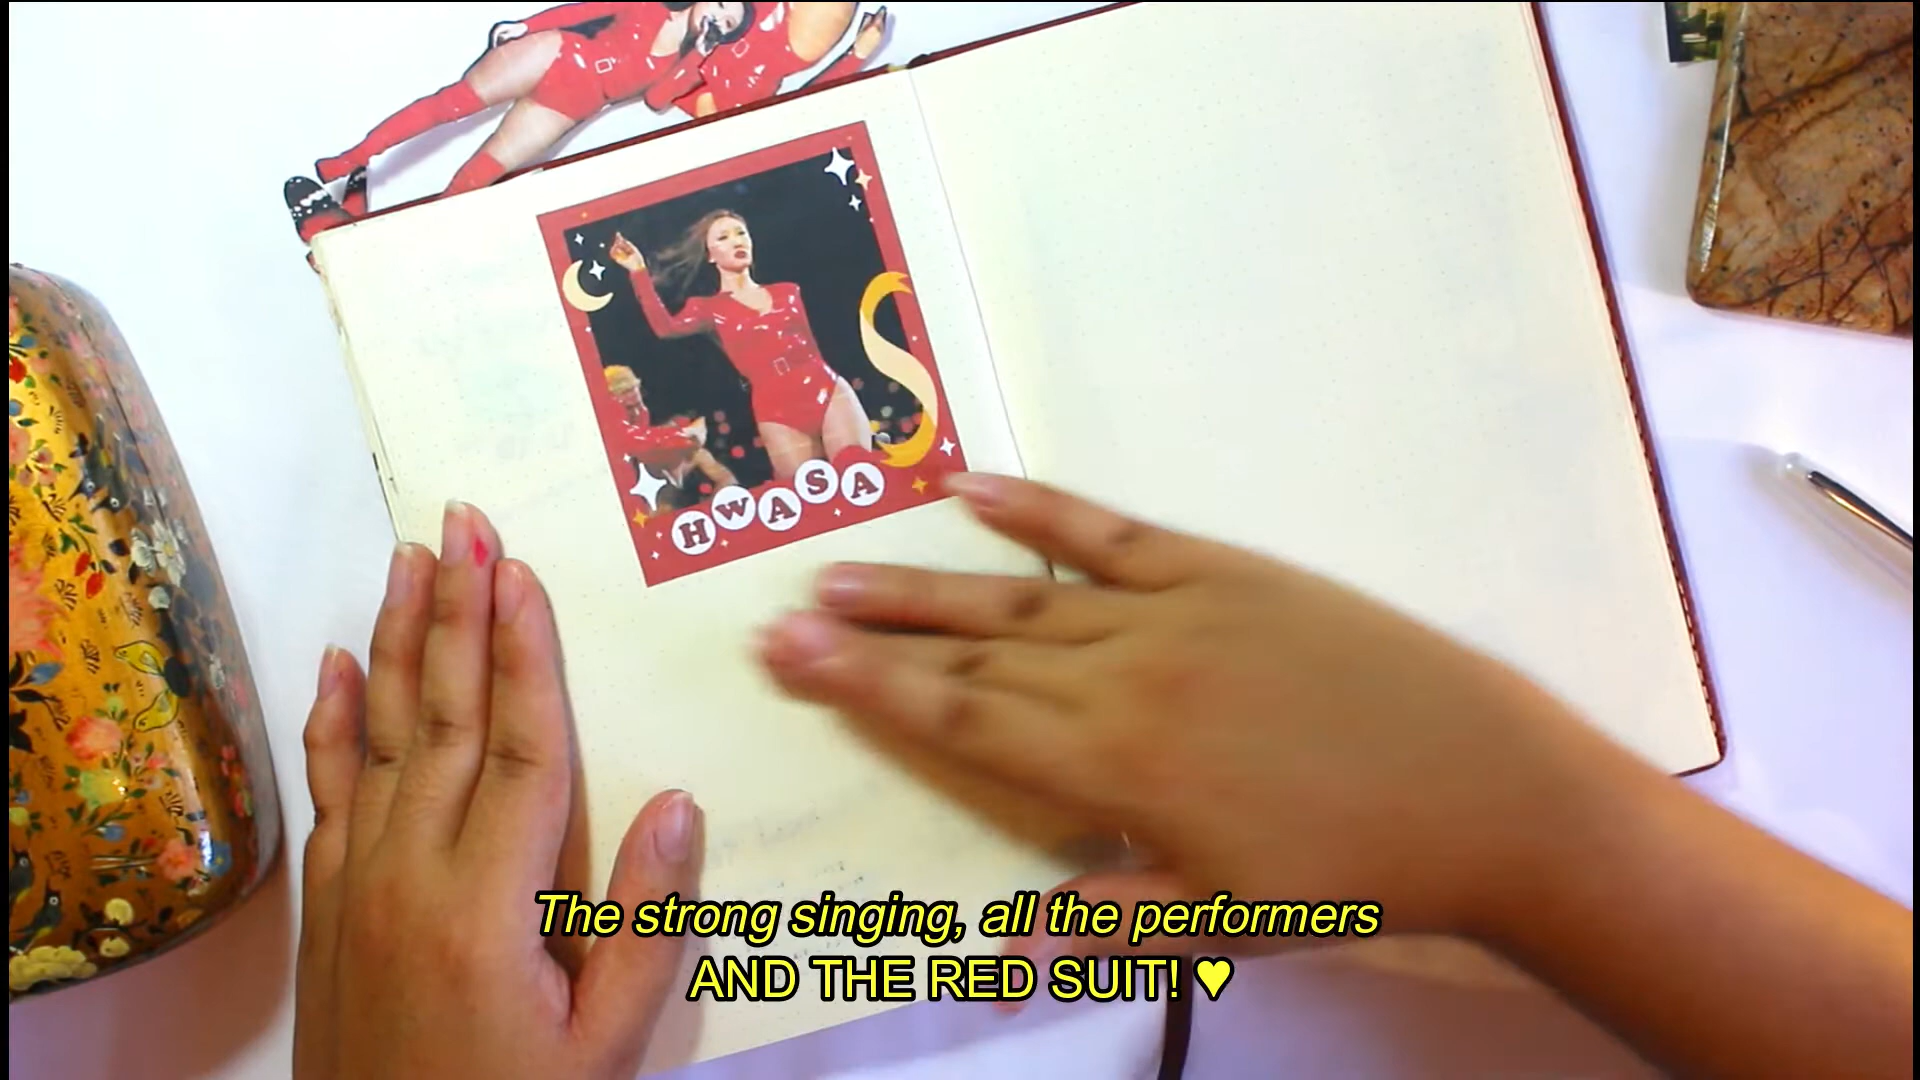 HWASA
The strong singing, all the performers
AND THE RED SUIT! ♥